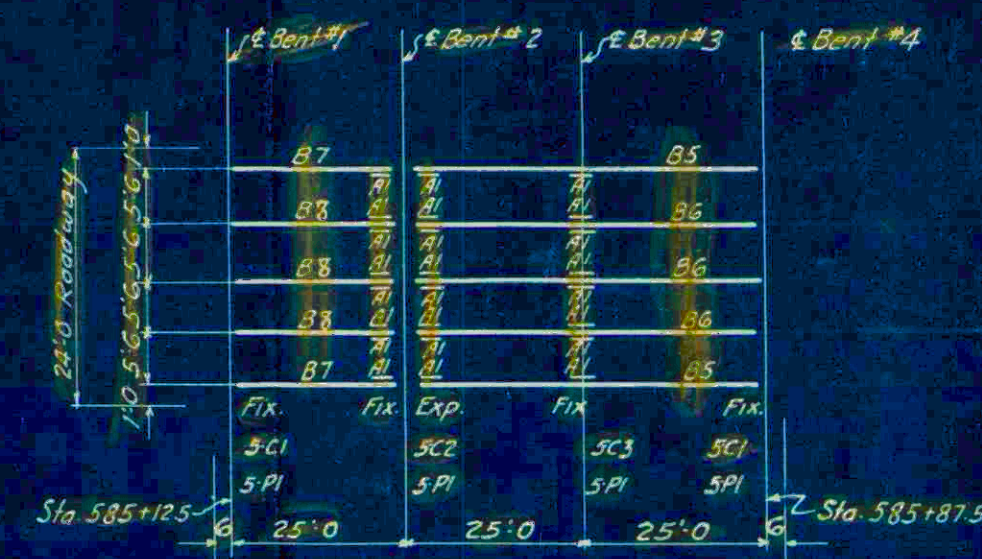 ℄ Bent #1 ℄ Bent # 2 ℄ Bent #3 ℄ Bent #4
24'-0 Roadway
1'-0 5'-6 5'-6 5'-6 5'-6 1'-0
B7 B5
A1 A1 A1
B8 A1 A1 A1 B6
A1 A1 A1
B8 A1 A1 A1 B6
A1 A1 A1
B8 B1 B1 A1 B6
A1 A1 A1
B7 A1 A1 A1 B5
Fix. Fix. Exp. Fix Fix.
5-C1 5C2 5C3 5C1
5-P1 5-P1 5P1 5P1
Sta. 585+12.5 Sta. 585+87.5
6 25'-0 25'-0 25'-0 6